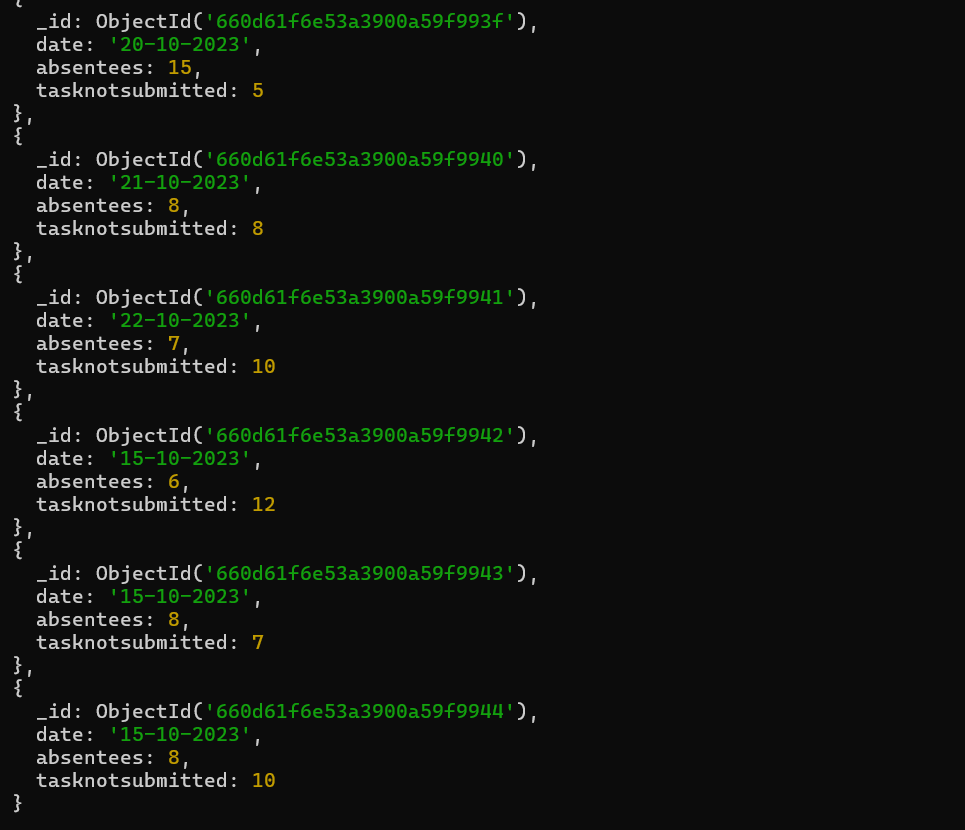 {
  _id: ObjectId('660d61f6e53a3900a59f993f'),
  date: '20-10-2023',
  absentees: 15,
  tasknotsubmitted: 5
},
{
  _id: ObjectId('660d61f6e53a3900a59f9940'),
  date: '21-10-2023',
  absentees: 8,
  tasknotsubmitted: 8
},
{
  _id: ObjectId('660d61f6e53a3900a59f9941'),
  date: '22-10-2023',
  absentees: 7,
  tasknotsubmitted: 10
},
{
  _id: ObjectId('660d61f6e53a3900a59f9942'),
  date: '15-10-2023',
  absentees: 6,
  tasknotsubmitted: 12
},
{
  _id: ObjectId('660d61f6e53a3900a59f9943'),
  date: '15-10-2023',
  absentees: 8,
  tasknotsubmitted: 7
},
{
  _id: ObjectId('660d61f6e53a3900a59f9944'),
  date: '15-10-2023',
  absentees: 8,
  tasknotsubmitted: 10
}